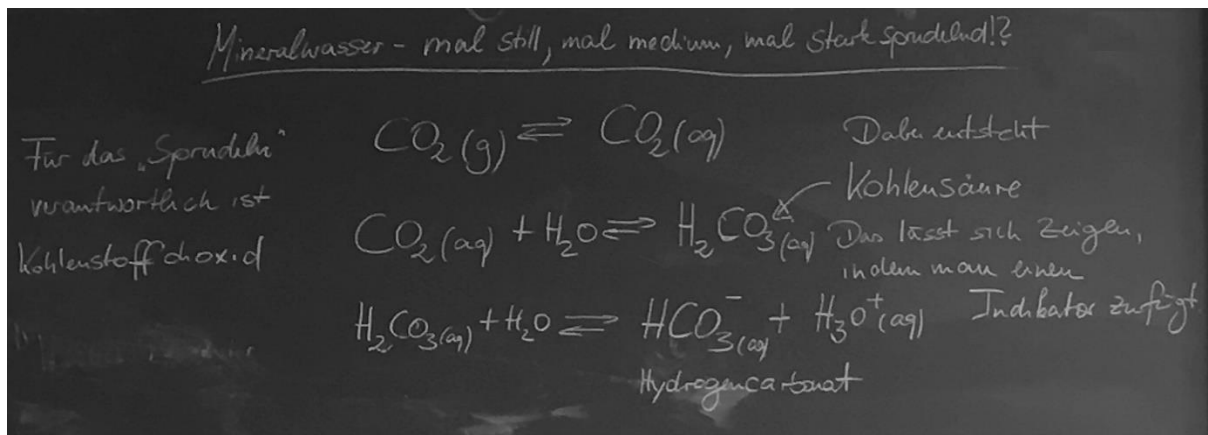 Mineralwasser – mal still, mal medium, mal stark sprudelnd!?
Für das „Sprudeln"
verantwortlich ist
Kohlenstoffdioxid
CO₂(g) ⇌ CO₂(aq)
CO₂(aq) + H₂O ⇌ H₂CO₃(aq)
H₂CO₃(aq) + H₂O ⇌ HCO₃⁻(aq) + H₃O⁺(aq)
Hydrogencarbonat
Dabei entsteht
Kohlensäure
Das lässt sich zeigen,
indem man einen
Indikator zufügt